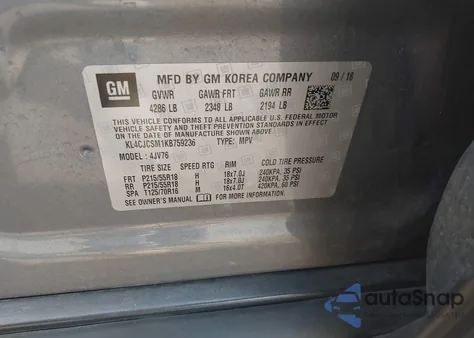 GM
MFD BY GM KOREA COMPANY 09/18
GVWR GAWR FRT GAWR RR
4286 LB 2348 LB 2194 LB
THIS VEHICLE CONFORMS TO ALL APPLICABLE U.S. FEDERAL MOTOR
VEHICLE SAFETY AND THEFT PREVENTION STANDARDS IN EFFECT ON THE
DATE OF MANUFACTURE SHOWN ABOVE.
KL4CJCSM1KB759236 TYPE: MPV
MODEL: 4JV76
TIRE SIZE SPEED RTG RIM COLD TIRE PRESSURE
FRT P215/55R18 H 18x7.0J 240KPA, 35 PSI
RR P215/55R18 H 18x7.0J 240KPA, 35 PSI
SPA T125/70R16 M 16x4.0T 420KPA, 60 PSI
SEE OWNER'S MANUAL FOR MORE INFORMATION.
autoSnap